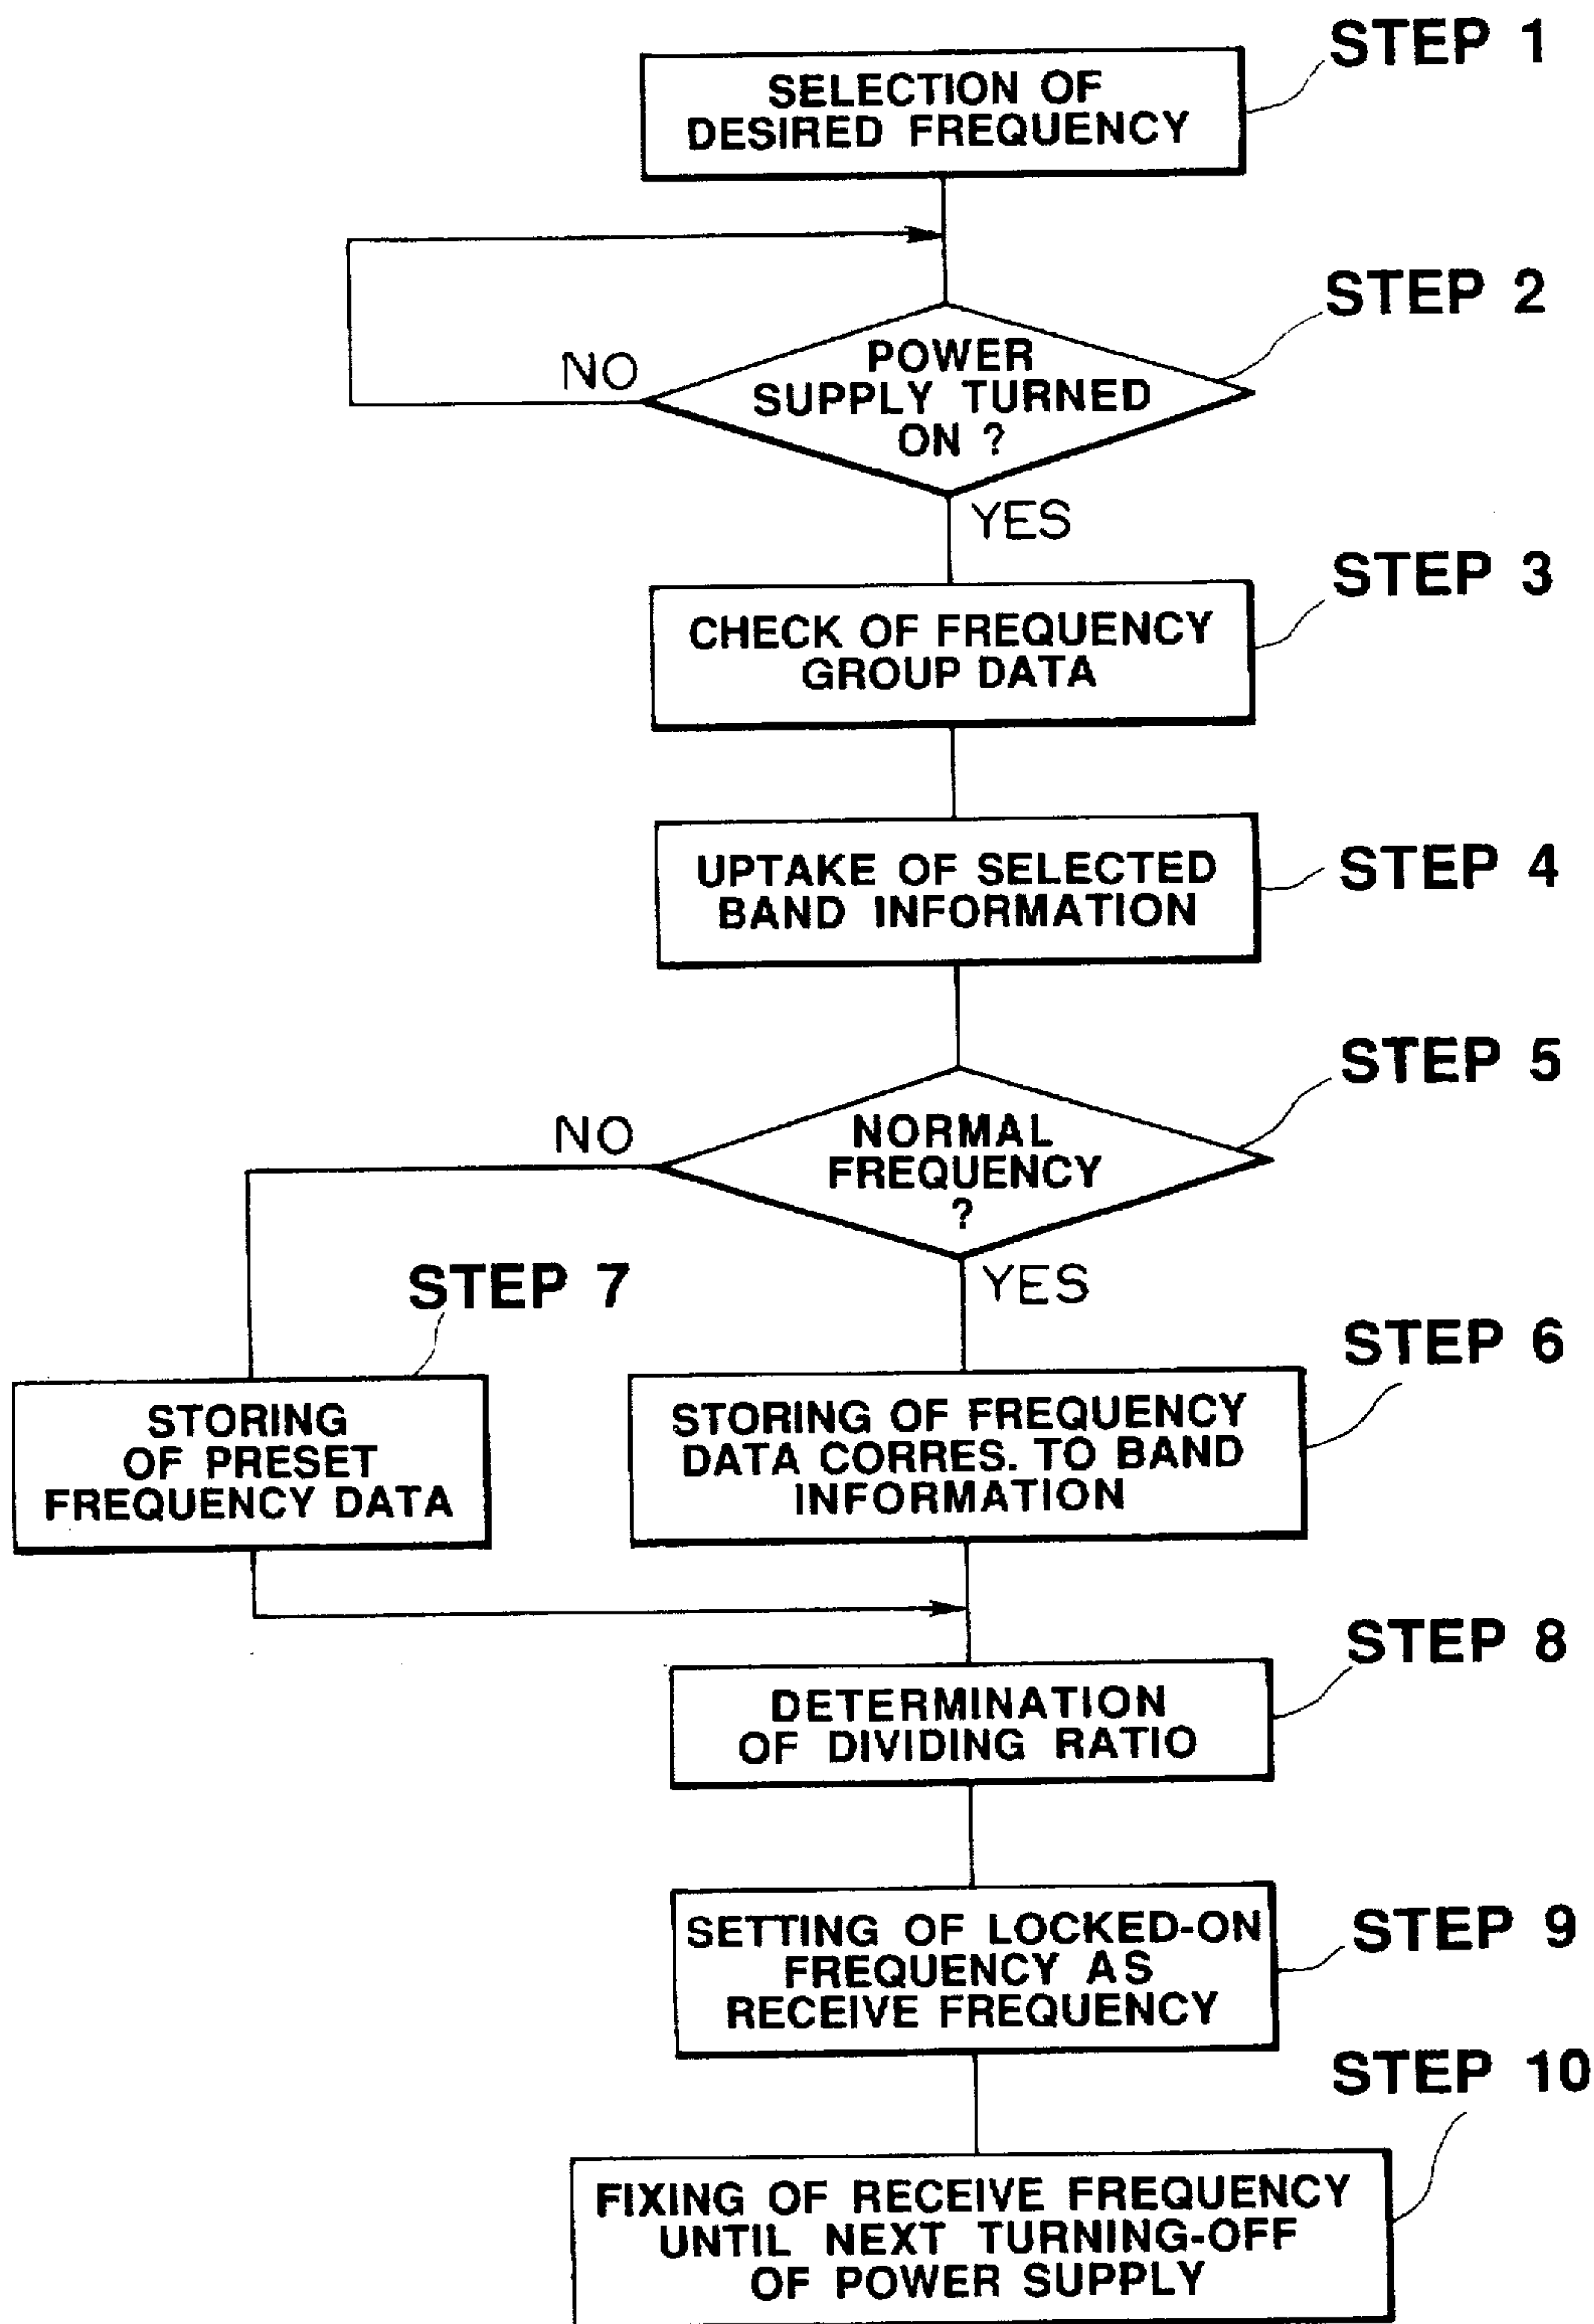 STEP 1
SELECTION OF
DESIRED FREQUENCY
STEP 2
POWER
SUPPLY TURNED
ON ?
NO
YES
STEP 3
CHECK OF FREQUENCY
GROUP DATA
STEP 4
UPTAKE OF SELECTED
BAND INFORMATION
STEP 5
NORMAL
FREQUENCY
?
NO
YES
STEP 7
STORING
OF PRESET
FREQUENCY DATA
STEP 6
STORING OF FREQUENCY
DATA CORRES. TO BAND
INFORMATION
STEP 8
DETERMINATION
OF DIVIDING RATIO
STEP 9
SETTING OF LOCKED-ON
FREQUENCY AS
RECEIVE FREQUENCY
STEP 10
FIXING OF RECEIVE FREQUENCY
UNTIL NEXT TURNING-OFF
OF POWER SUPPLY